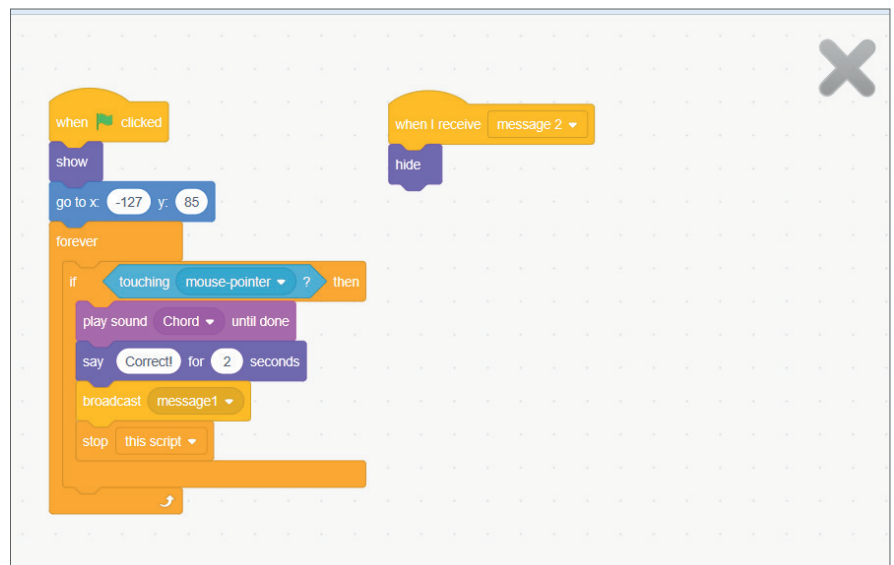 when clicked
show
go to x: -127 y: 85
forever
if touching mouse-pointer ? then
play sound Chord until done
say Correct! for 2 seconds
broadcast message1
stop this script
when I receive message 2
hide